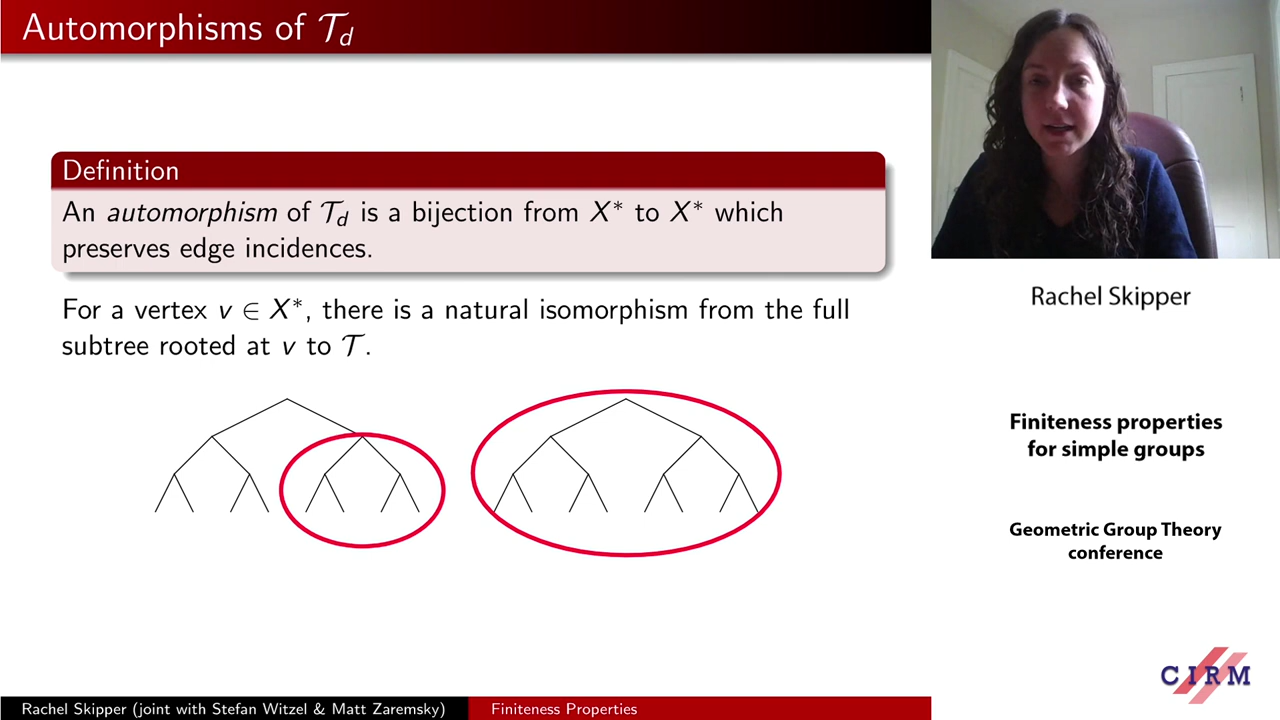 Automorphisms of 𝒯_d
Definition
An automorphism of 𝒯_d is a bijection from X* to X* which
preserves edge incidences.
For a vertex v ∈ X*, there is a natural isomorphism from the full
subtree rooted at v to 𝒯.
Rachel Skipper
Finiteness properties
for simple groups
Geometric Group Theory
conference
CIRM
Rachel Skipper (joint with Stefan Witzel & Matt Zaremsky)
Finiteness Properties